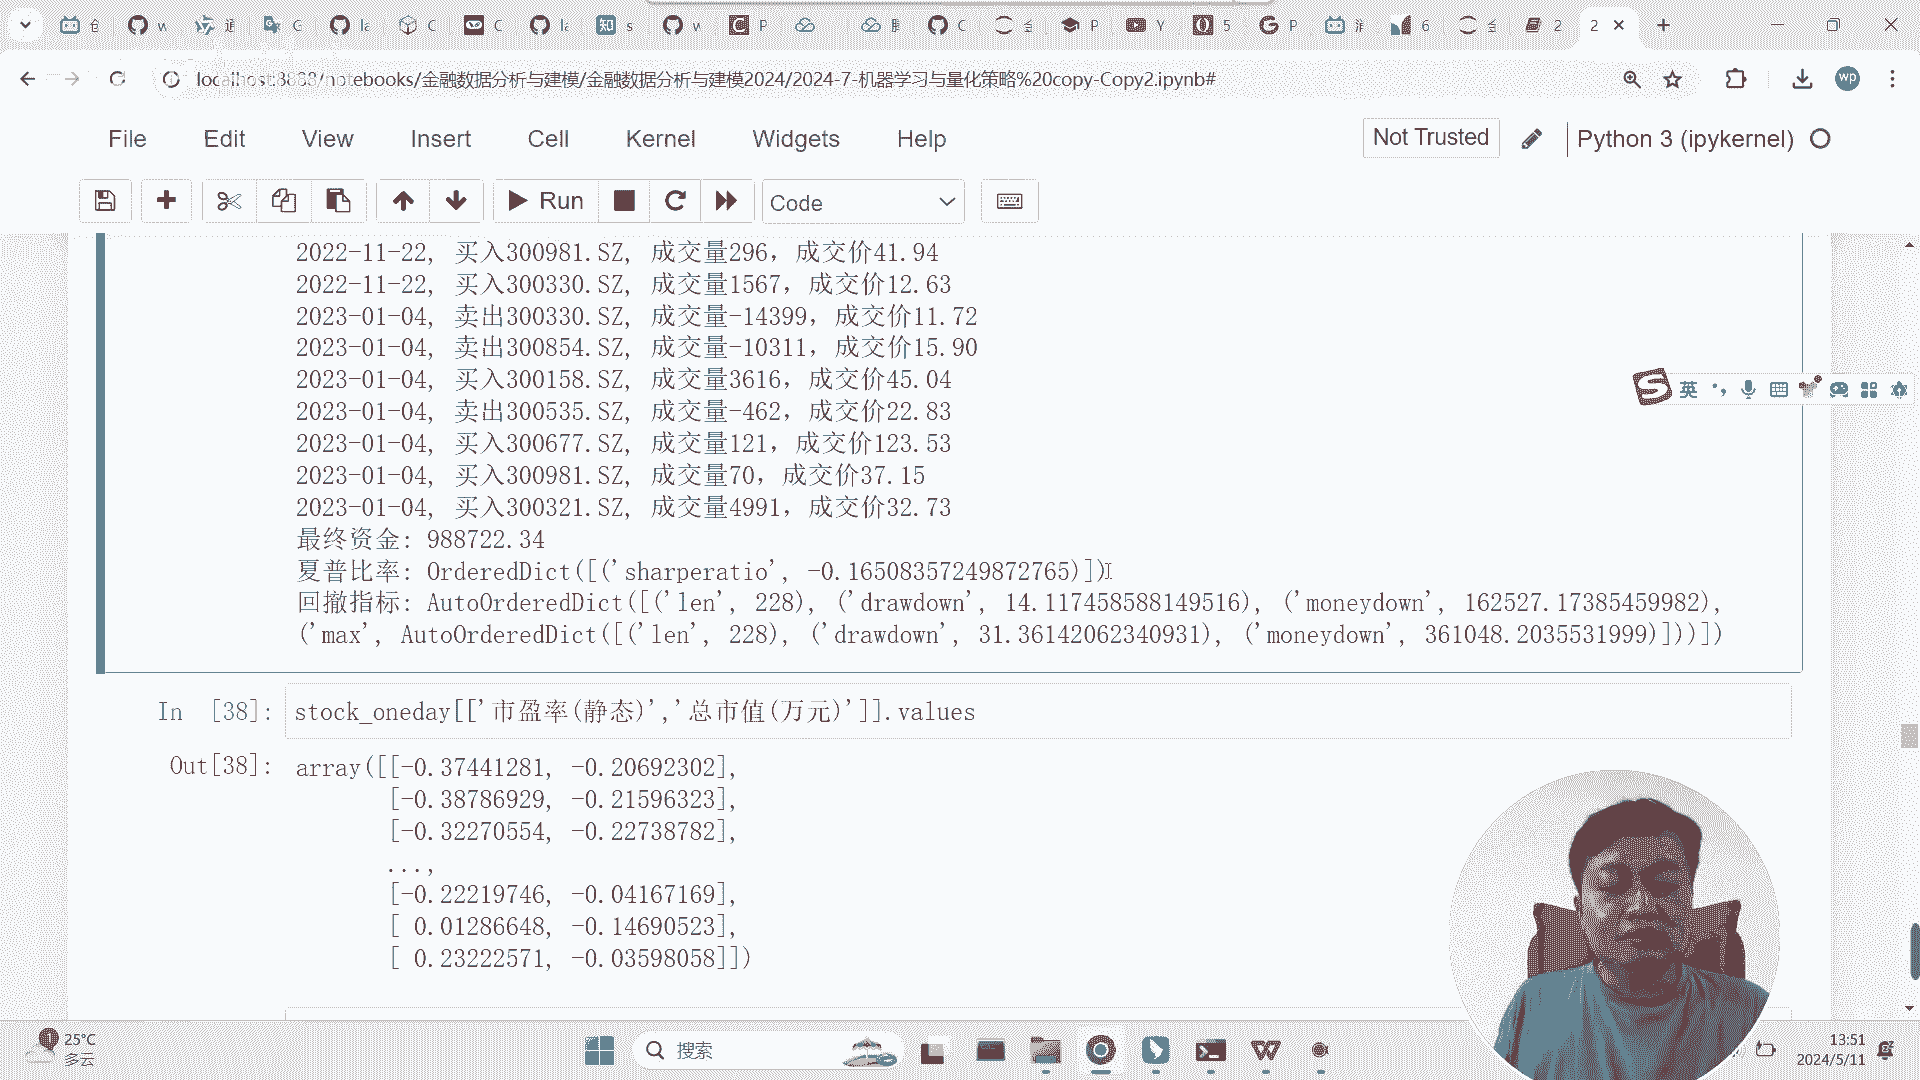 localhost:8888/notebooks/金融数据分析与建模/金融数据分析与建模2024/2024-7-机器学习与量化策略%20copy-Copy2.ipynb#
File Edit View Insert Cell Kernel Widgets Help
Not Trusted
Python 3 (ipykernel)
Run
Code
2022-11-22, 买入300981.SZ, 成交量296, 成交价41.94
2022-11-22, 买入300330.SZ, 成交量1567, 成交价12.63
2023-01-04, 卖出300330.SZ, 成交量-14399, 成交价11.72
2023-01-04, 卖出300854.SZ, 成交量-10311, 成交价15.90
2023-01-04, 买入300158.SZ, 成交量3616, 成交价45.04
2023-01-04, 卖出300535.SZ, 成交量-462, 成交价22.83
2023-01-04, 买入300677.SZ, 成交量121, 成交价123.53
2023-01-04, 买入300981.SZ, 成交量70, 成交价37.15
2023-01-04, 买入300321.SZ, 成交量4991, 成交价32.73
最终资金: 988722.34
夏普比率: OrderedDict([('sharperatio', -0.16508357249872765)])
回撤指标: AutoOrderedDict([('len', 228), ('drawdown', 14.117458588149516), ('moneydown', 162527.17385459982),
('max', AutoOrderedDict([('len', 228), ('drawdown', 31.36142062340931), ('moneydown', 361048.2035531999)]))])
In [38]: stock_oneday[['市盈率(静态)','总市值(万元)']].values
Out[38]: array([[-0.37441281, -0.20692302],
[-0.38786929, -0.21596323],
[-0.32270554, -0.22738782],
...,
[-0.22219746, -0.04167169],
[ 0.01286648, -0.14690523],
[ 0.23222571, -0.03598058]])
英
25°C
多云
搜索
13:51
2024/5/11